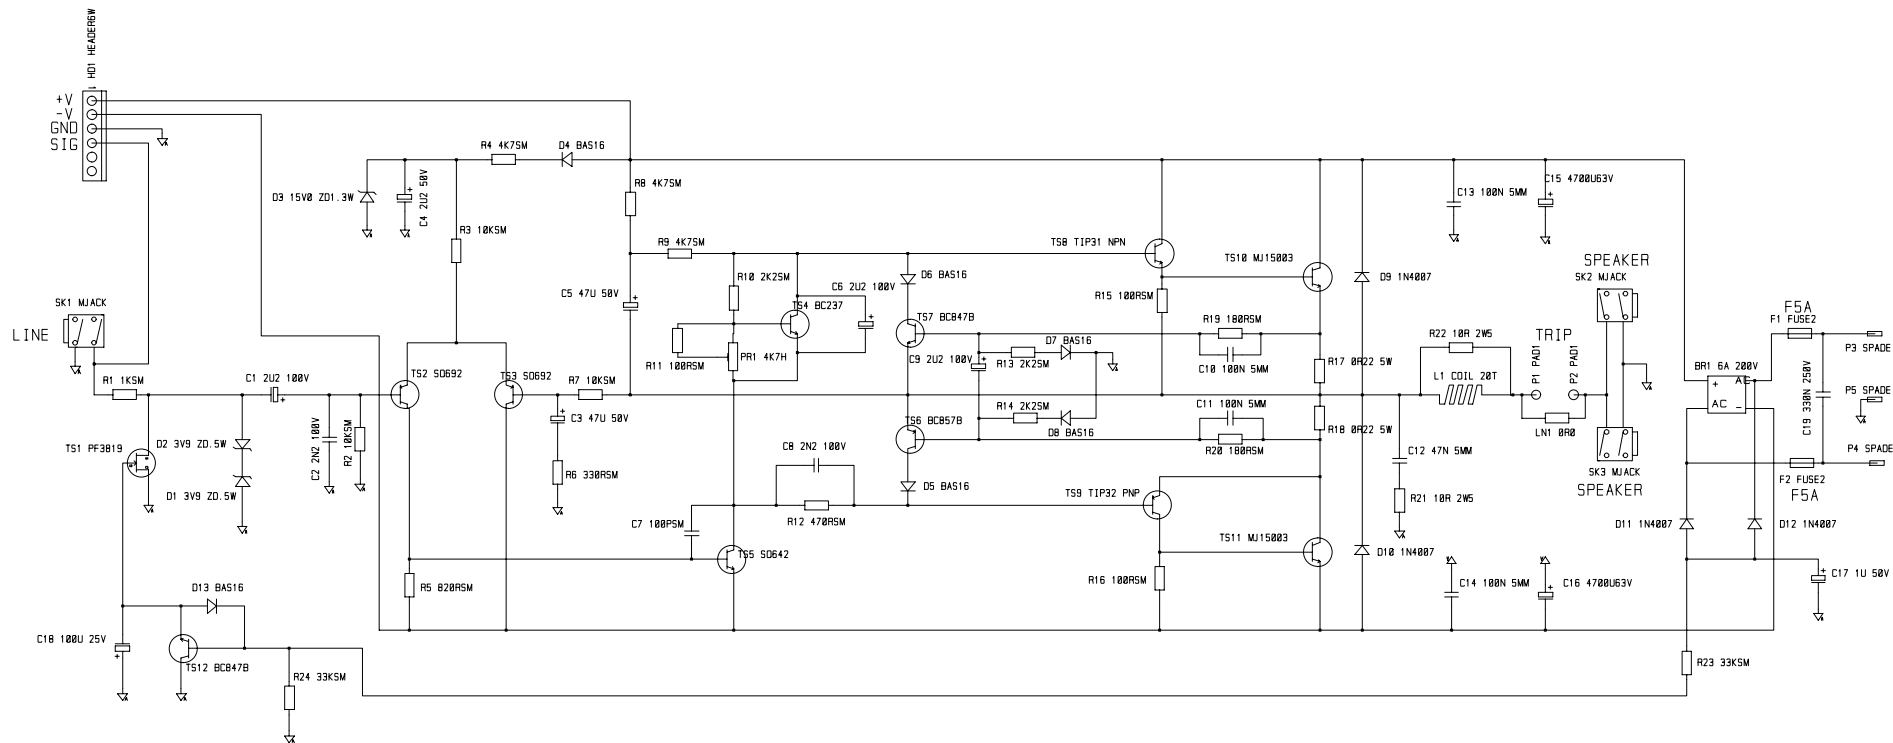 HD1 HEADER6W
1
+V
-V
GND
SIG
R4 4K7SM
D4 BAS16
D3 15V0 ZD1.3W
C4 2U2 50V
R8 4K7SM
R3 10KSM
R9 4K7SM
C5 47U 50V
R10 2K2SM
C6 2U2 100V
TS4 BC237
R11 100RSM
PR1 4K7H
D6 BAS16
TS7 BC847B
C9 2U2 100V
TS8 TIP31 NPN
TS10 MJ15003
R15 100RSM
R19 180RSM
C10 100N 5MM
D7 BAS16
R13 2K2SM
R17 0R22 5W
D9 1N4007
C13 100N 5MM
C15 4700U63V
SPEAKER
SK2 MJACK
F5A
F1 FUSE2
P3 SPADE
SK1 MJACK
LINE
R1 1KSM
C1 2U2 100V
TS2 SO692
TS3 SO692
R7 10KSM
R22 10R 2W5
L1 COIL 20T
TRIP
P1 PAD1
P2 PAD1
BR1 6A 200V
+
AC
AC
-
C19 330N 250V
P5 SPADE
TS1 PF3819
D2 3V9 ZD.5W
D1 3V9 ZD.5W
C2 2N2 100V
R2 10KSM
C3 47U 50V
R6 330RSM
C8 2N2 100V
R12 470RSM
C7 100PSM
R14 2K2SM
D8 BAS16
TS6 BC857B
D5 BAS16
C11 100N 5MM
R20 180RSM
R18 0R22 5W
C12 47N 5MM
R21 10R 2W5
LN1 0R0
SK3 MJACK
SPEAKER
P4 SPADE
F2 FUSE2
F5A
TS9 TIP32 PNP
TS5 SO642
TS11 MJ15003
D10 1N4007
D11 1N4007
D12 1N4007
R5 820RSM
R16 100RSM
C14 100N 5MM
C16 4700U63V
C17 1U 50V
D13 BAS16
C18 100U 25V
TS12 BC847B
R24 33KSM
R23 33KSM